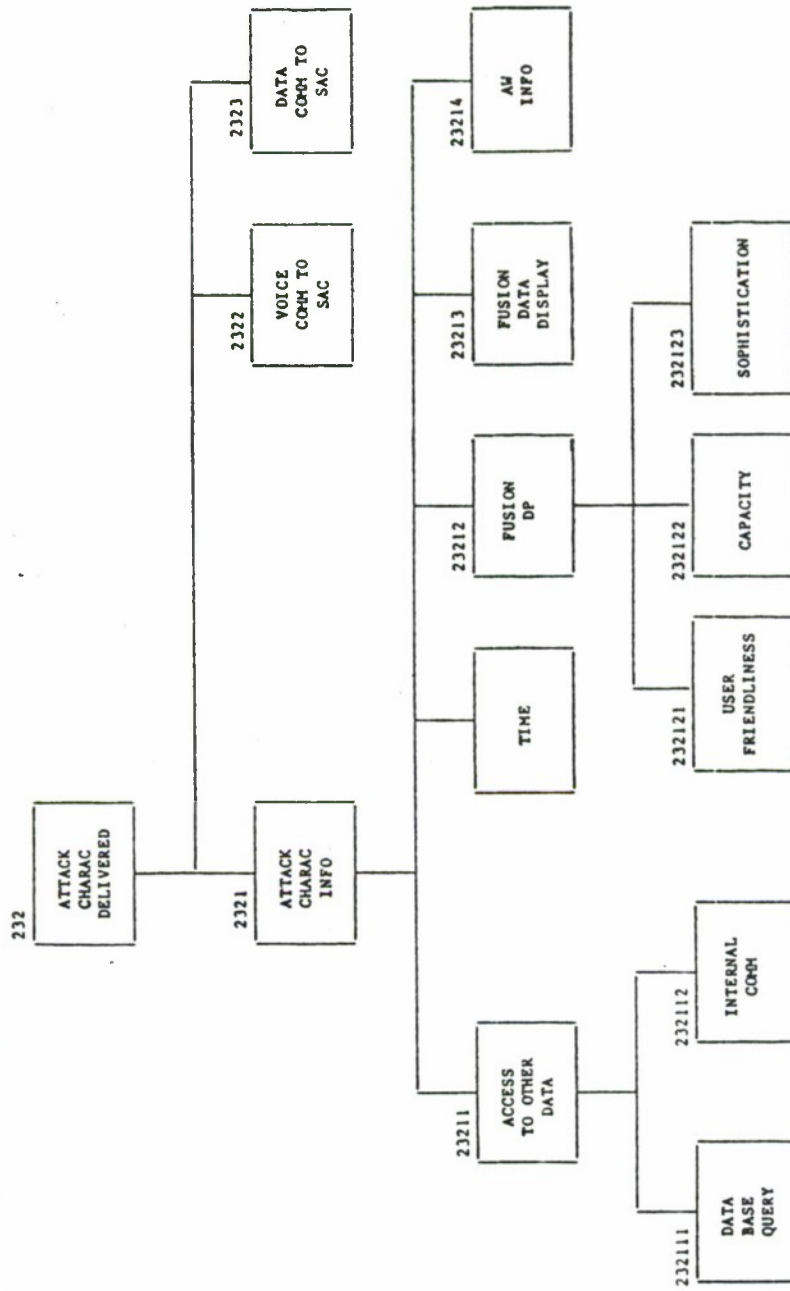 232
ATTACK
CHARAC
DELIVERED
2321
ATTACK
CHARAC
INFO
2322
VOICE
COMM TO
SAC
2323
DATA
COMM TO
SAC
23211
ACCESS
TO OTHER
DATA
TIME
23212
FUSION
DP
23213
FUSION
DATA
DISPLAY
23214
AW
INFO
232111
DATA
BASE
QUERY
232112
INTERNAL
COMM
232121
USER
FRIENDLINESS
232122
CAPACITY
232123
SOPHISTICATION